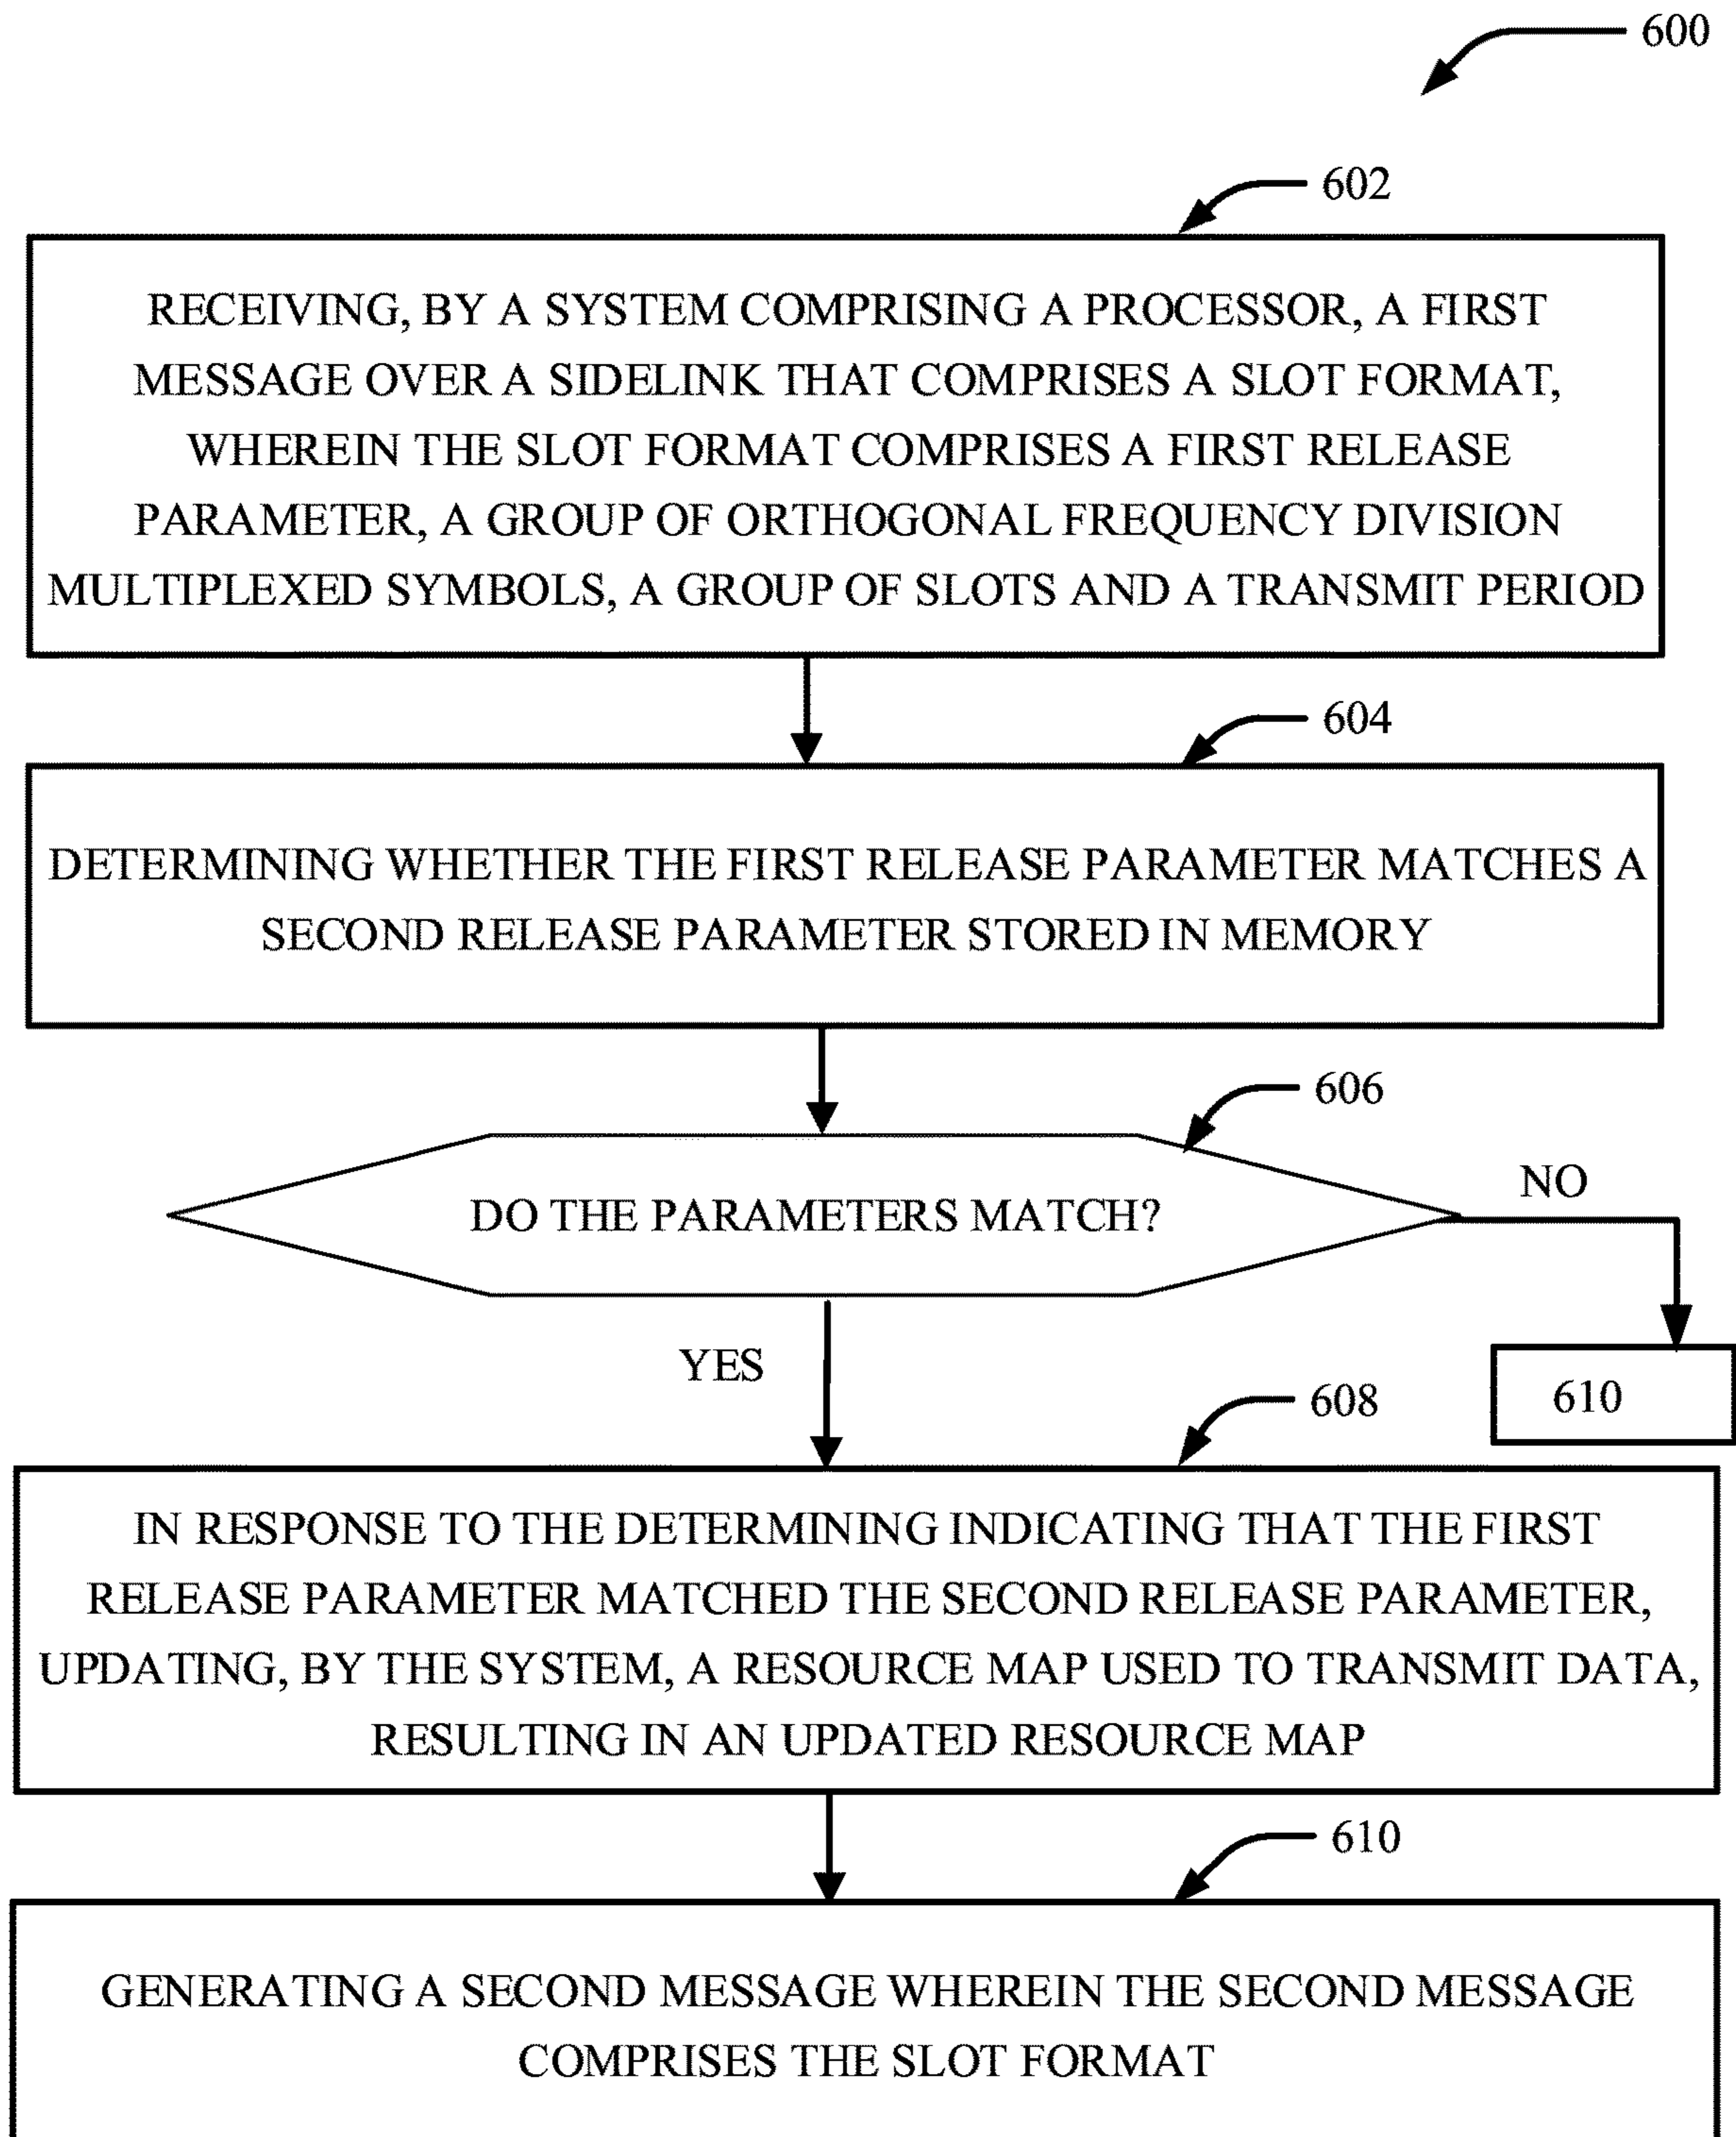 600
602
RECEIVING, BY A SYSTEM COMPRISING A PROCESSOR, A FIRST
MESSAGE OVER A SIDELINK THAT COMPRISES A SLOT FORMAT,
WHEREIN THE SLOT FORMAT COMPRISES A FIRST RELEASE
PARAMETER, A GROUP OF ORTHOGONAL FREQUENCY DIVISION
MULTIPLEXED SYMBOLS, A GROUP OF SLOTS AND A TRANSMIT PERIOD
604
DETERMINING WHETHER THE FIRST RELEASE PARAMETER MATCHES A
SECOND RELEASE PARAMETER STORED IN MEMORY
606
DO THE PARAMETERS MATCH?
NO
YES
610
608
IN RESPONSE TO THE DETERMINING INDICATING THAT THE FIRST
RELEASE PARAMETER MATCHED THE SECOND RELEASE PARAMETER,
UPDATING, BY THE SYSTEM, A RESOURCE MAP USED TO TRANSMIT DATA,
RESULTING IN AN UPDATED RESOURCE MAP
610
GENERATING A SECOND MESSAGE WHEREIN THE SECOND MESSAGE
COMPRISES THE SLOT FORMAT